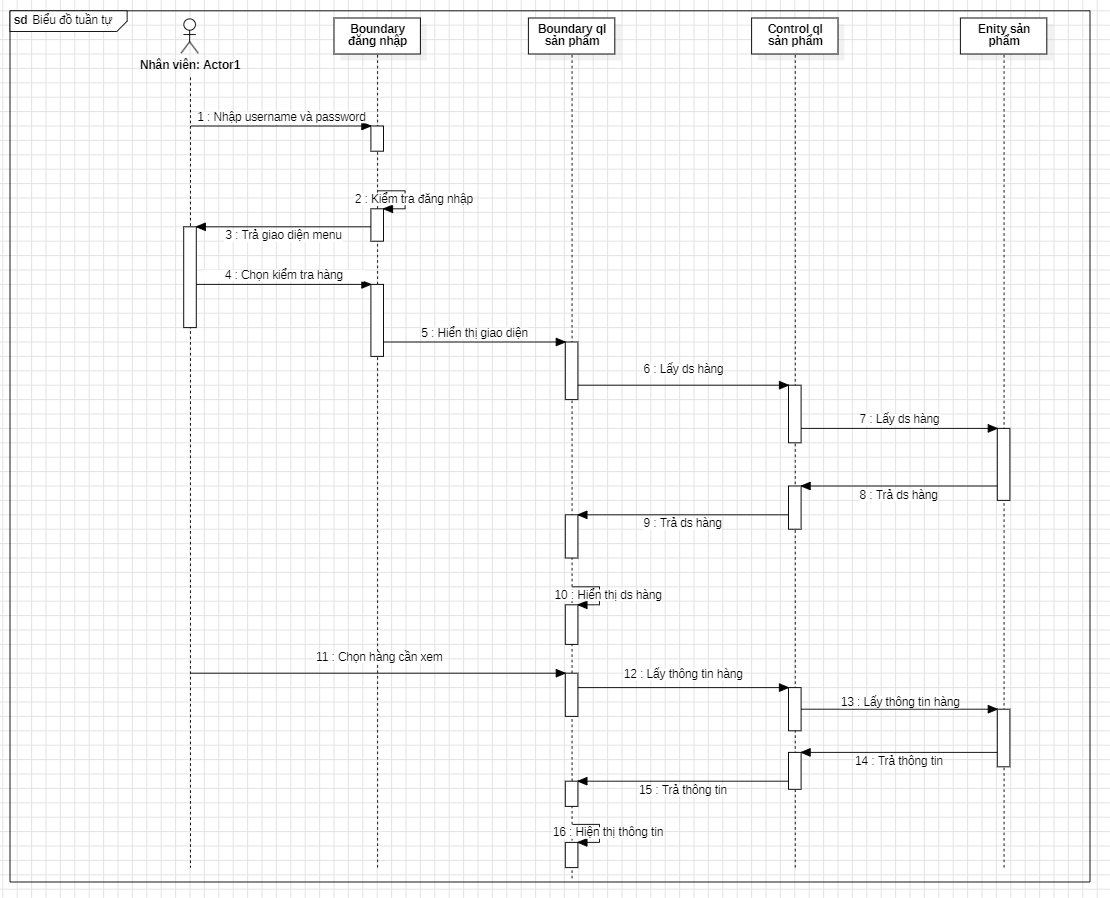 sd Biểu đồ tuần tự
Nhân viên: Actor1
Boundary
đăng nhập
Boundary ql
sản phẩm
Control ql
sản phẩm
Enity sản
phẩm
1 : Nhập username và password
2 : Kiểm tra đăng nhập
3 : Trả giao diện menu
4 : Chọn kiểm tra hàng
5 : Hiển thị giao diện
6 : Lấy ds hàng
7 : Lấy ds hàng
8 : Trả ds hàng
9 : Trả ds hàng
10 : Hiển thị ds hàng
11 : Chọn hàng cần xem
12 : Lấy thông tin hàng
13 : Lấy thông tin hàng
14 : Trả thông tin
15 : Trả thông tin
16 : Hiện thị thông tin